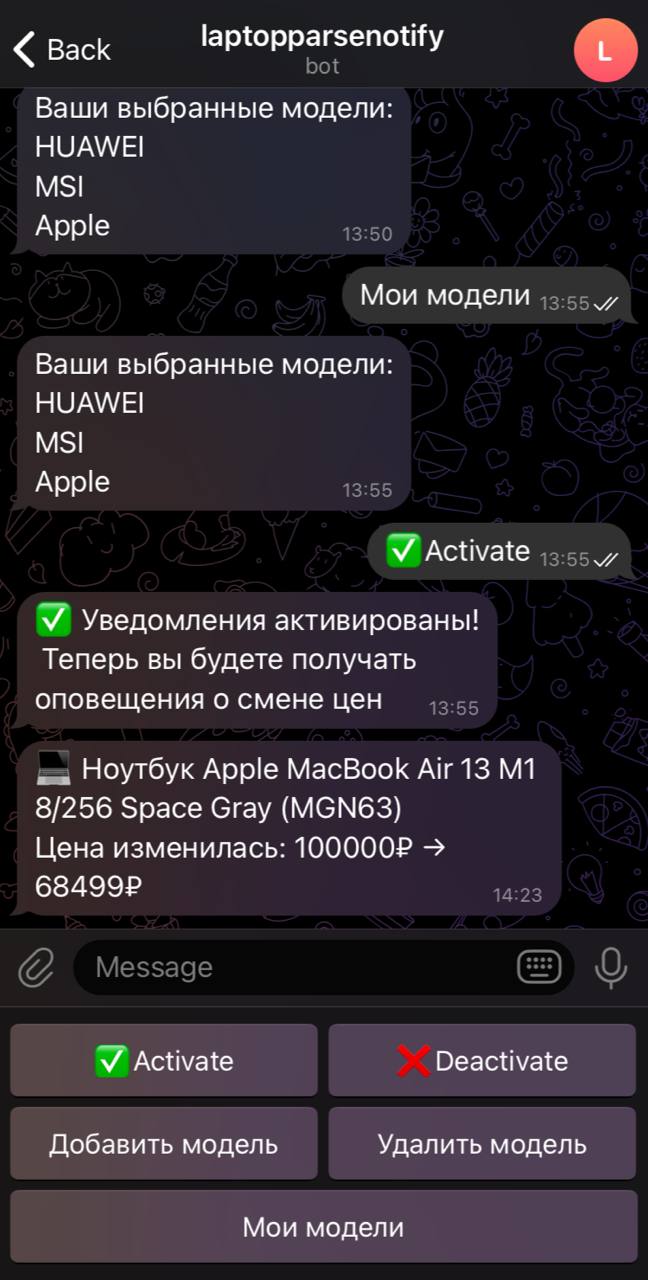 Back
laptopparsenotify
bot
L
Ваши выбранные модели:
HUAWEI
MSI
Apple
13:50
Мои модели 13:55
Ваши выбранные модели:
HUAWEI
MSI
Apple
13:55
✅Activate 13:55
✅ Уведомления активированы!
Теперь вы будете получать
оповещения о смене цен 13:55
💻 Ноутбук Apple MacBook Air 13 M1
8/256 Space Gray (MGN63)
Цена изменилась: 100000₽ →
68499₽
14:23
Message
✅Activate
❌Deactivate
Добавить модель
Удалить модель
Мои модели